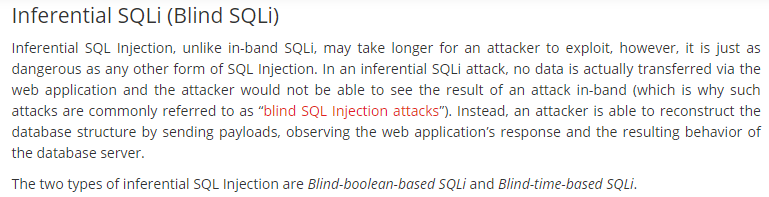 Inferential SQLi (Blind SQLi)
Inferential SQL Injection, unlike in-band SQLi, may take longer for an attacker to exploit, however, it is just as
dangerous as any other form of SQL Injection. In an inferential SQLi attack, no data is actually transferred via the
web application and the attacker would not be able to see the result of an attack in-band (which is why such
attacks are commonly referred to as “blind SQL Injection attacks”). Instead, an attacker is able to reconstruct the
database structure by sending payloads, observing the web application’s response and the resulting behavior of
the database server.
The two types of inferential SQL Injection are Blind-boolean-based SQLi and Blind-time-based SQLi.